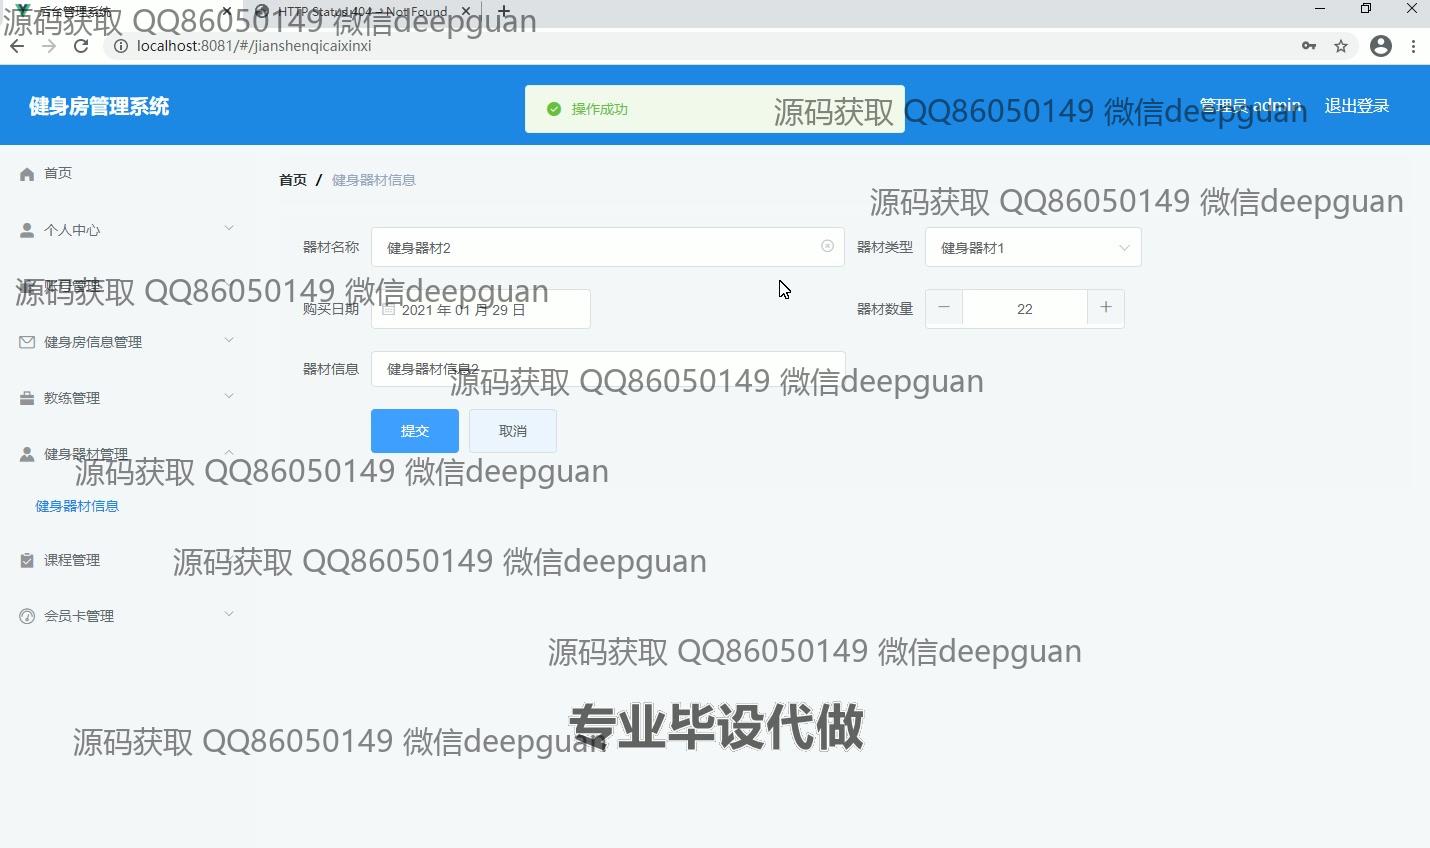 后台管理系统
HTTP Status 404 – Not Found
源码获取 QQ86050149 微信deepguan
localhost:8081/#/jianshenqicaixinxi
健身房管理系统
操作成功
源码获取 QQ86050149 微信deepguan
管理员 admin
退出登录
首页
首页 / 健身器材信息
源码获取 QQ86050149 微信deepguan
个人中心
器材名称
健身器材2
器材类型
健身器材1
账目管理
源码获取 QQ86050149 微信deepguan
购买日期
2021 年 01 月 29 日
器材数量
22
健身房信息管理
器材信息
健身器材信息2
源码获取 QQ86050149 微信deepguan
教练管理
提交
取消
健身器材管理
源码获取 QQ86050149 微信deepguan
健身器材信息
课程管理
源码获取 QQ86050149 微信deepguan
会员卡管理
源码获取 QQ86050149 微信deepguan
专业毕设代做
源码获取 QQ86050149 微信deepguan